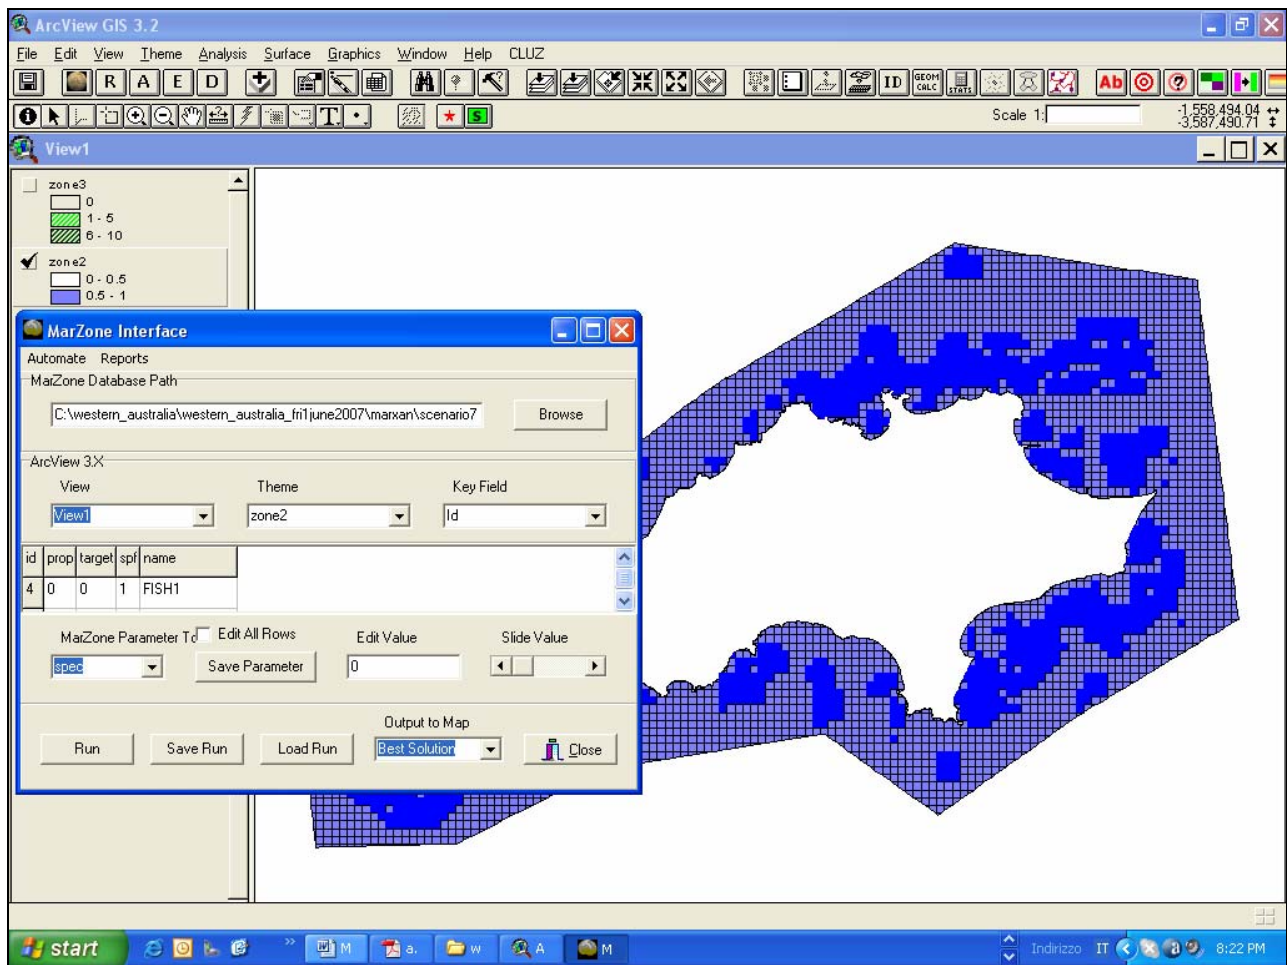 ArcView GIS 3.2
File Edit View Theme Analysis Surface Graphics Window Help CLUZ
R A E D ID GEOM CALC STATS Ab
T S Scale 1: -1,558,494.04
-3,587,490.71
View1
zone3
0
1 - 5
6 - 10
zone2
0 - 0.5
0.5 - 1
MarZone Interface
Automate Reports
MarZone Database Path
C:\western_australia\western_australia_fri1june2007\marxan\scenario7 Browse
ArcView 3.X
View Theme Key Field
View1 zone2 Id
id prop target spf name
4 0 0 1 FISH1
MarZone Parameter To Edit All Rows Edit Value Slide Value
spec Save Parameter 0
Output to Map
Run Save Run Load Run Best Solution Close
start M a. w A M Indirizzo IT 8:22 PM